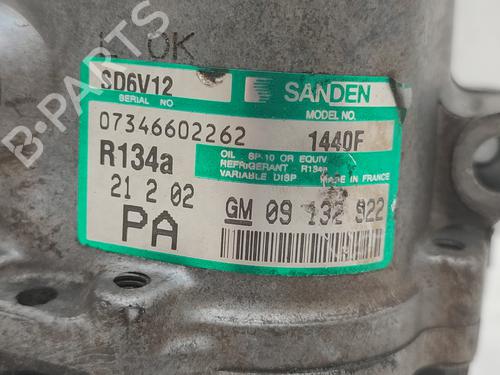 OK
SD6V12
SANDEN
SERIAL NO
MODEL NO.
07346602262
1440F
R134a
OIL SP-10 OR EQUIV
REFRIGERANT R134a
VARIABLE DISP MADE IN FRANCE
21 2 02
PA
GM 09 132 922
B-PARTS